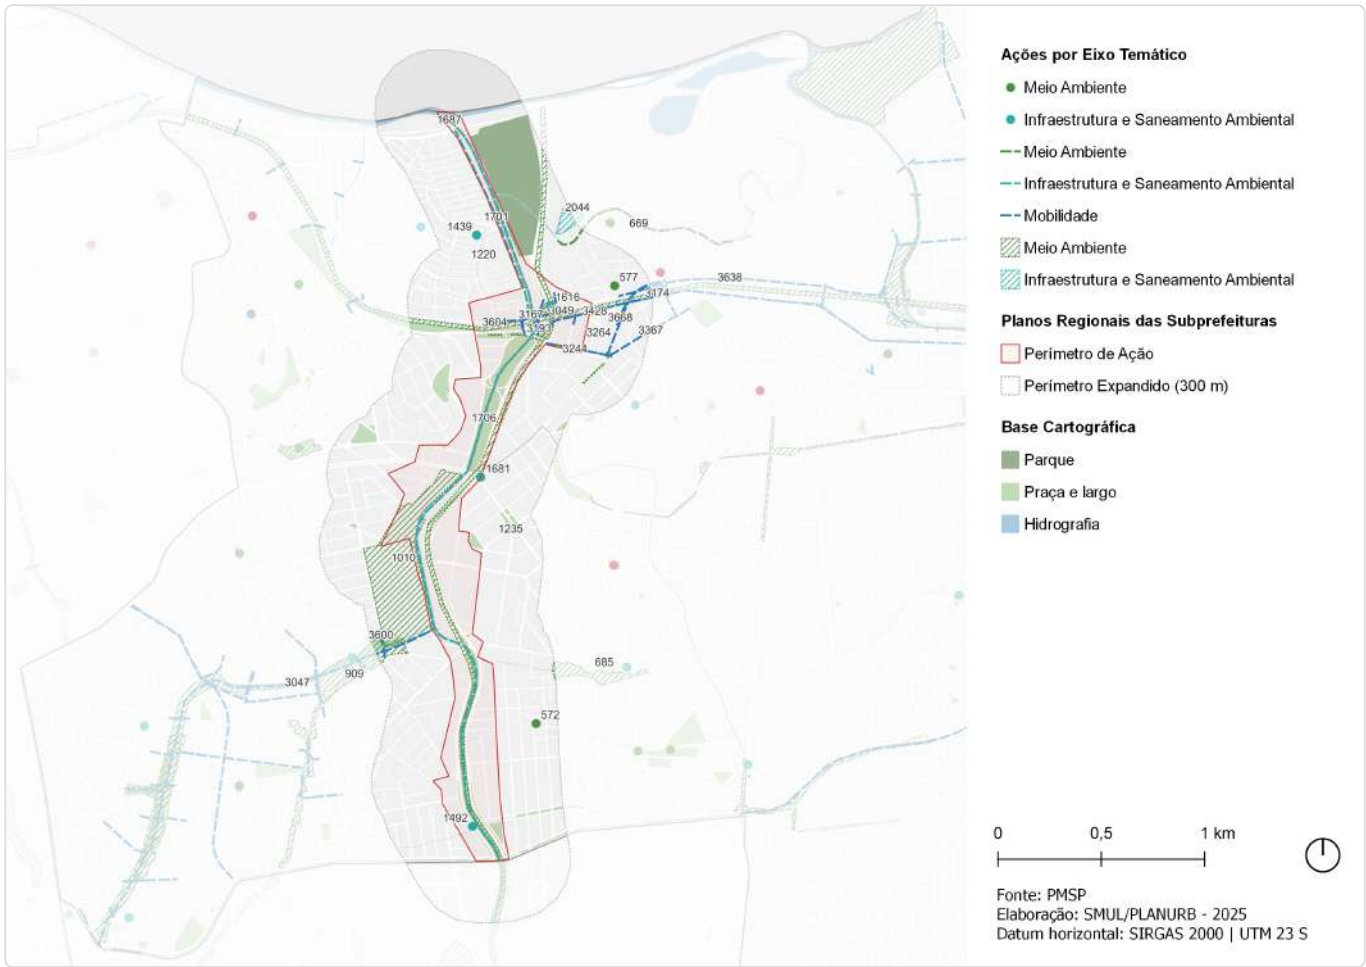 Ações por Eixo Temático
Meio Ambiente
Infraestrutura e Saneamento Ambiental
Meio Ambiente
Infraestrutura e Saneamento Ambiental
Mobilidade
Meio Ambiente
Infraestrutura e Saneamento Ambiental
Planos Regionais das Subprefeituras
Perímetro de Ação
Perímetro Expandido (300 m)
Base Cartográfica
Parque
Praça e largo
Hidrografia
0 0,5 1 km
Fonte: PMSP
Elaboração: SMUL/PLANURB - 2025
Datum horizontal: SIRGAS 2000 | UTM 23 S
1687
1701
2044
669
1439
1220
577
3638
3174
1616
3167
3049
3428
3668
3604
3193
3264
3367
3244
1706
1681
1235
1010
3600
909
3047
685
572
1492